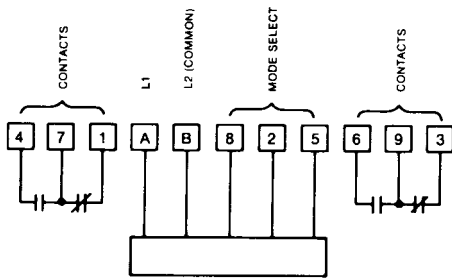 CONTACTS
L1
L2 (COMMON)
MODE SELECT
CONTACTS
4 7 1 A B 8 2 5 6 9 3